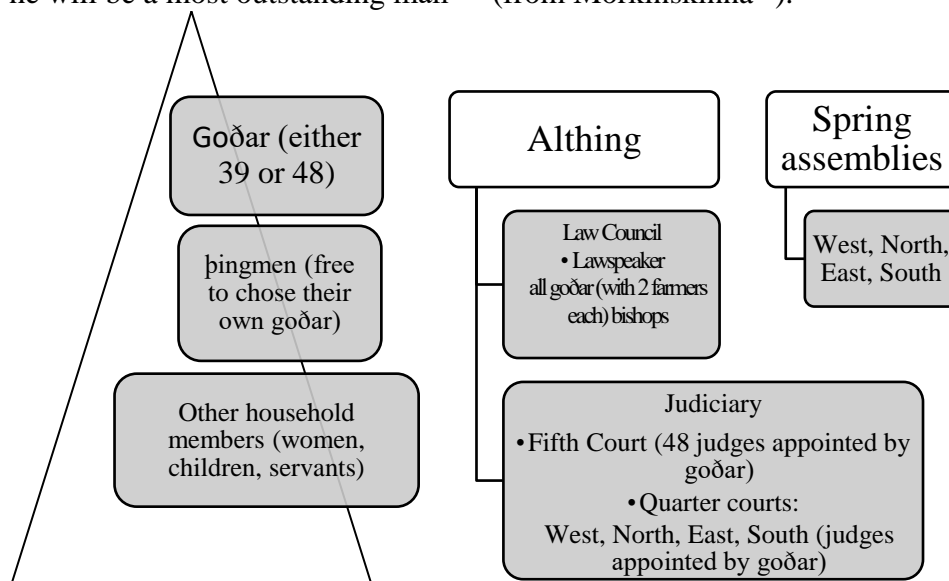 he will be a most outstanding man (from Morkinskinna).
Goðar (either
39 or 48)
þingmen (free
to chose their
own goðar)
Other household
members (women,
children, servants)
Althing
Law Council
• Lawspeaker
all goðar (with 2 farmers
each) bishops
Judiciary
• Fifth Court (48 judges appointed by
goðar)
• Quarter courts:
West, North, East, South (judges
appointed by goðar)
Spring
assemblies
West, North,
East, South